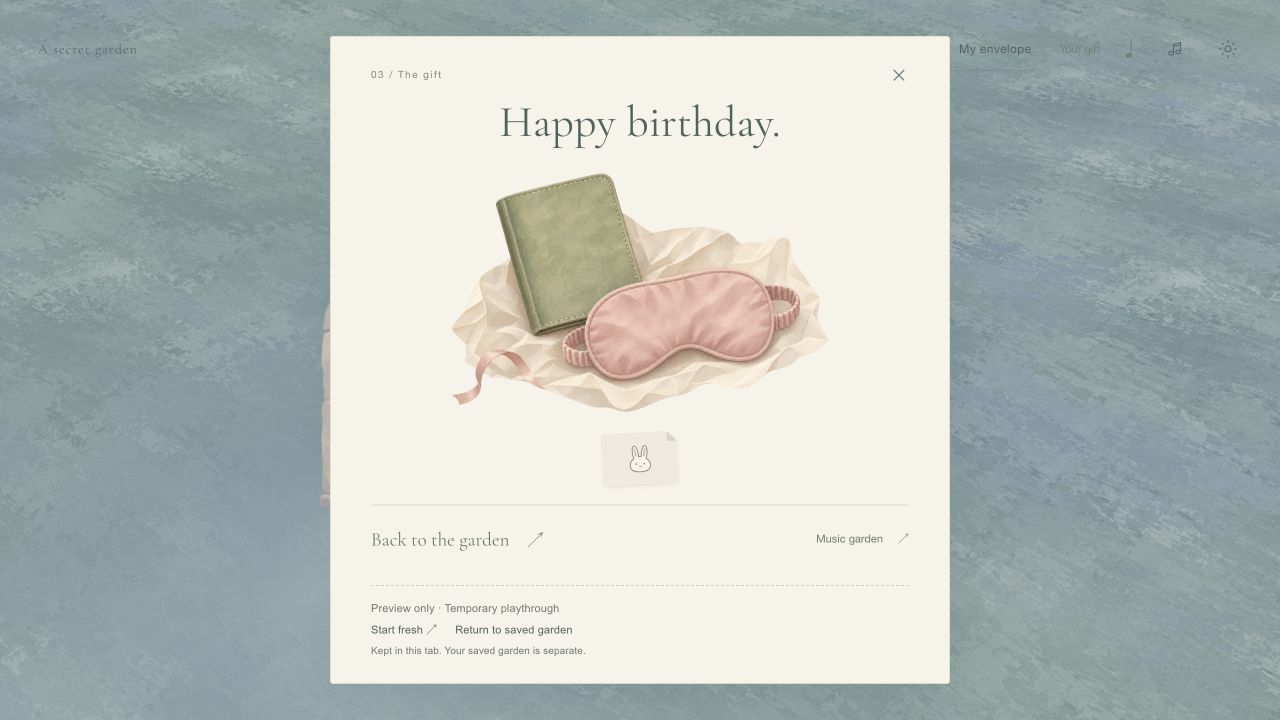 A secret garden
My envelope
Your gift
03 / The gift
Happy birthday.
Back to the garden
Music garden
Preview only · Temporary playthrough
Start fresh
Return to saved garden
Kept in this tab. Your saved garden is separate.